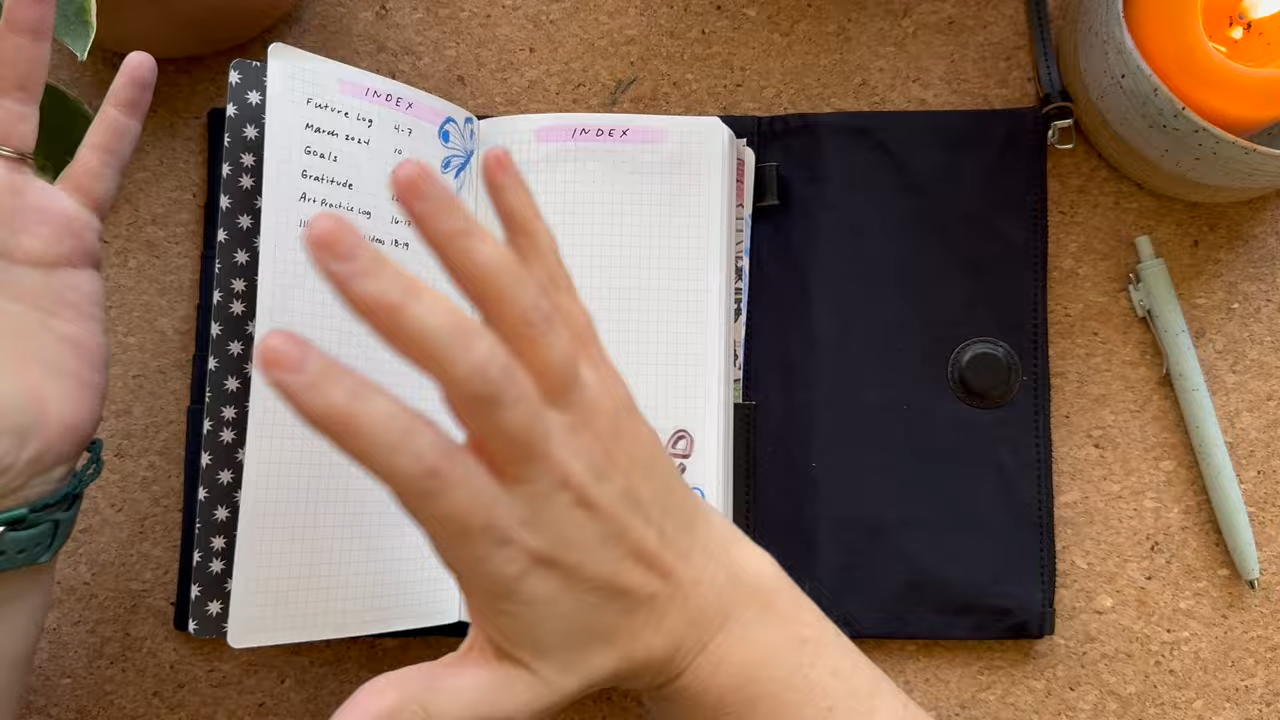 INDEX
Future Log 4-7
March 2024 10
Goals
Gratitude
Art Practice Log 16-17
Ideas 18-19
INDEX